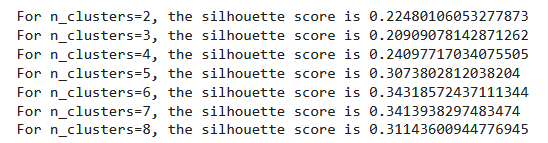 For n_clusters=2, the silhouette score is 0.22480106053277873
For n_clusters=3, the silhouette score is 0.20909078142871262
For n_clusters=4, the silhouette score is 0.24097717034075505
For n_clusters=5, the silhouette score is 0.3073802812038204
For n_clusters=6, the silhouette score is 0.34318572437111344
For n_clusters=7, the silhouette score is 0.3413938297483474
For n_clusters=8, the silhouette score is 0.31143600944776945